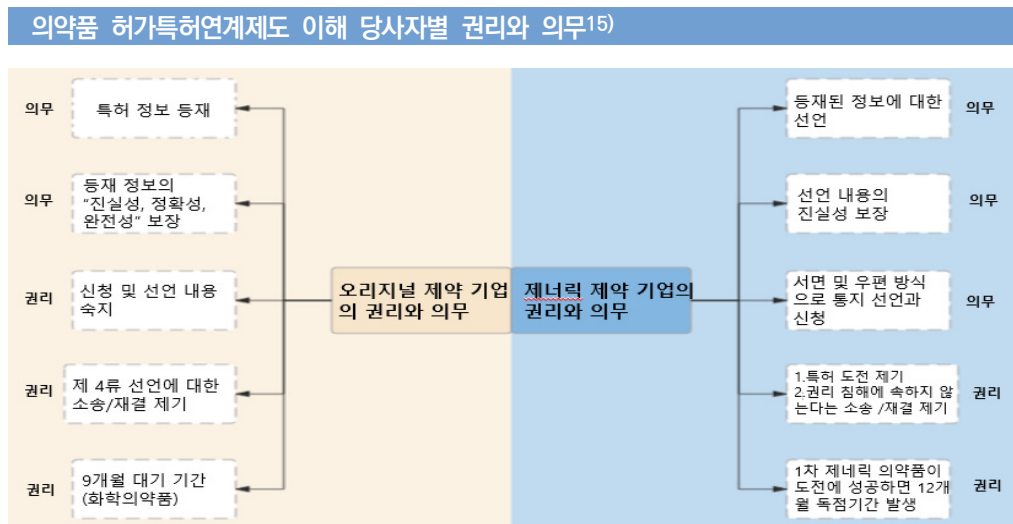 의약품 허가특허연계제도 이해 당사자별 권리와 의무15)
의무
특허 정보 등재
의무
등재 정보의
"진실성, 정확성,
완전성" 보장
권리
신청 및 선언 내용
숙지
권리
제 4류 선언에 대한
소송/재결 제기
권리
9개월 대기 기간
(화학의약품)
오리지널 제약 기업
의 권리와 의무
제너릭 제약 기업의
권리와 의무
등재된 정보에 대한
선언
의무
선언 내용의
진실성 보장
의무
서면 및 우편 방식
으로 통지 선언과
신청
의무
1.특허 도전 제기
2.권리 침해에 속하지 않
는다는 소송 /재결 제기
권리
1차 제네릭 의약품이
도전에 성공하면 12개
월 독점기간 발생
권리